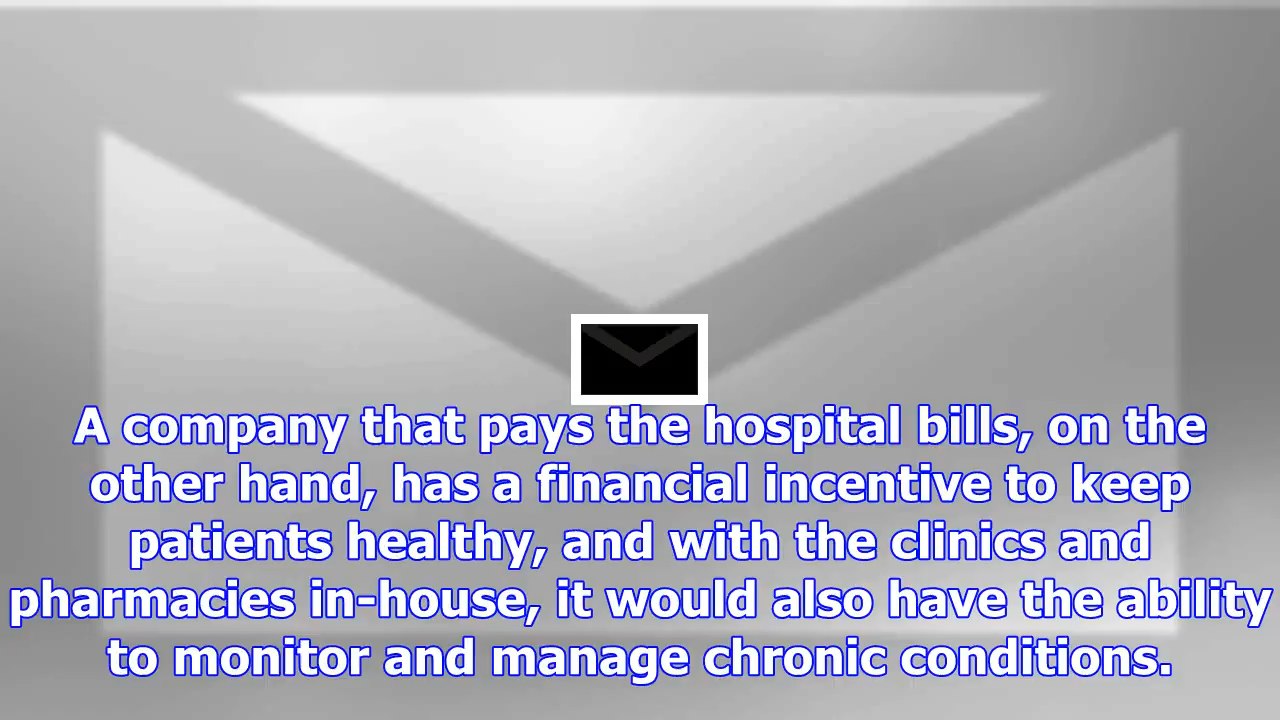 A company that pays the hospital bills, on the
other hand, has a financial incentive to keep
patients healthy, and with the clinics and
pharmacies in-house, it would also have the ability
to monitor and manage chronic conditions.